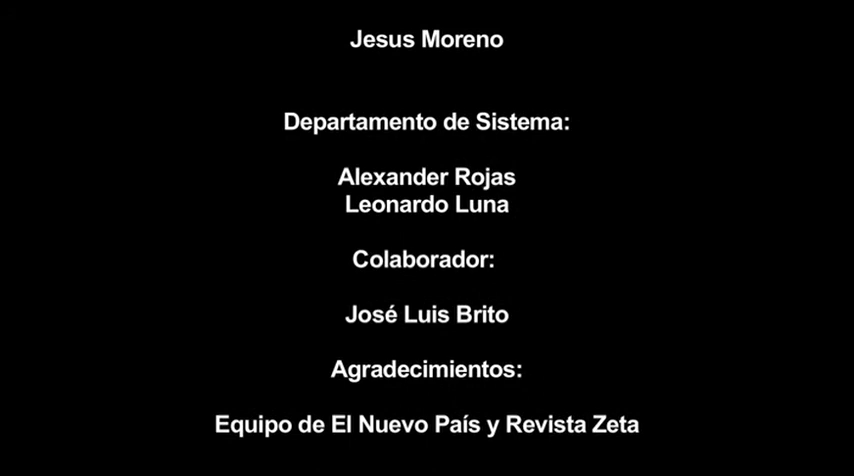 Jesus Moreno
Departamento de Sistema:
Alexander Rojas
Leonardo Luna
Colaborador:
José Luis Brito
Agradecimientos:
Equipo de El Nuevo País y Revista Zeta